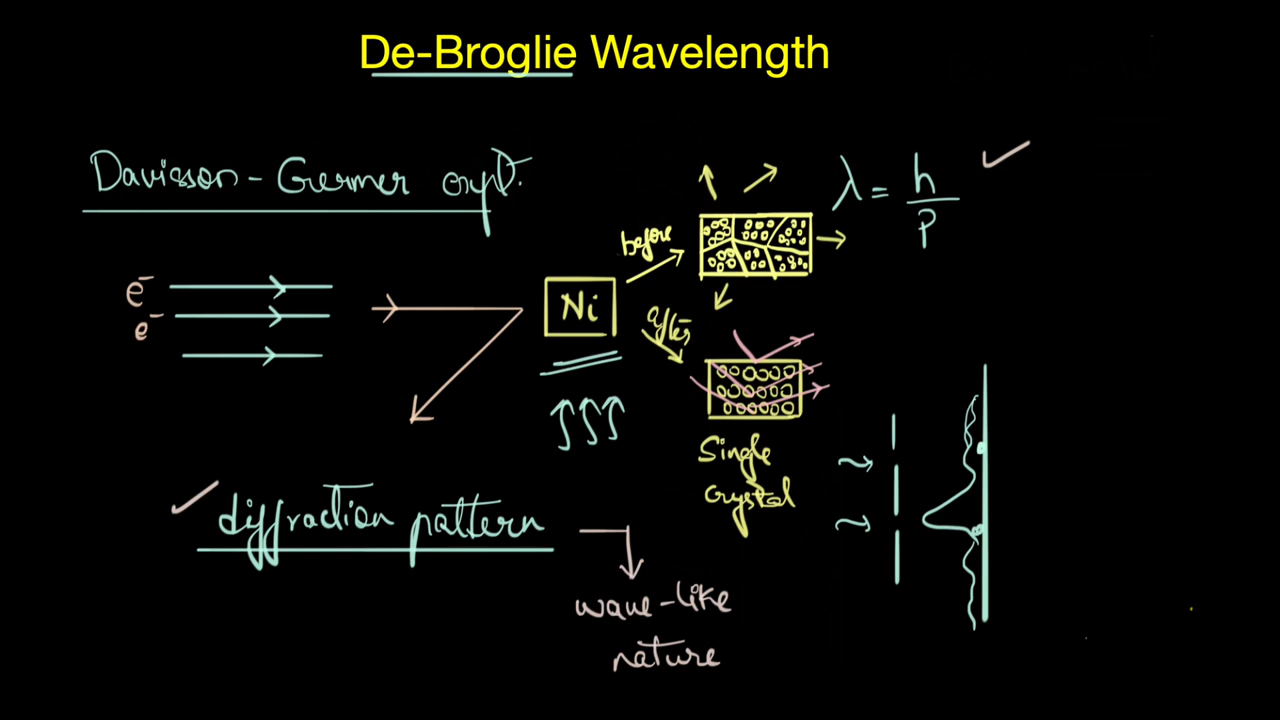 De-Broglie Wavelength
Davisson-Germer expt.
λ = h/p
e⁻
e⁻
Ni
before
after
Single
crystal
diffraction pattern
wave-like
nature